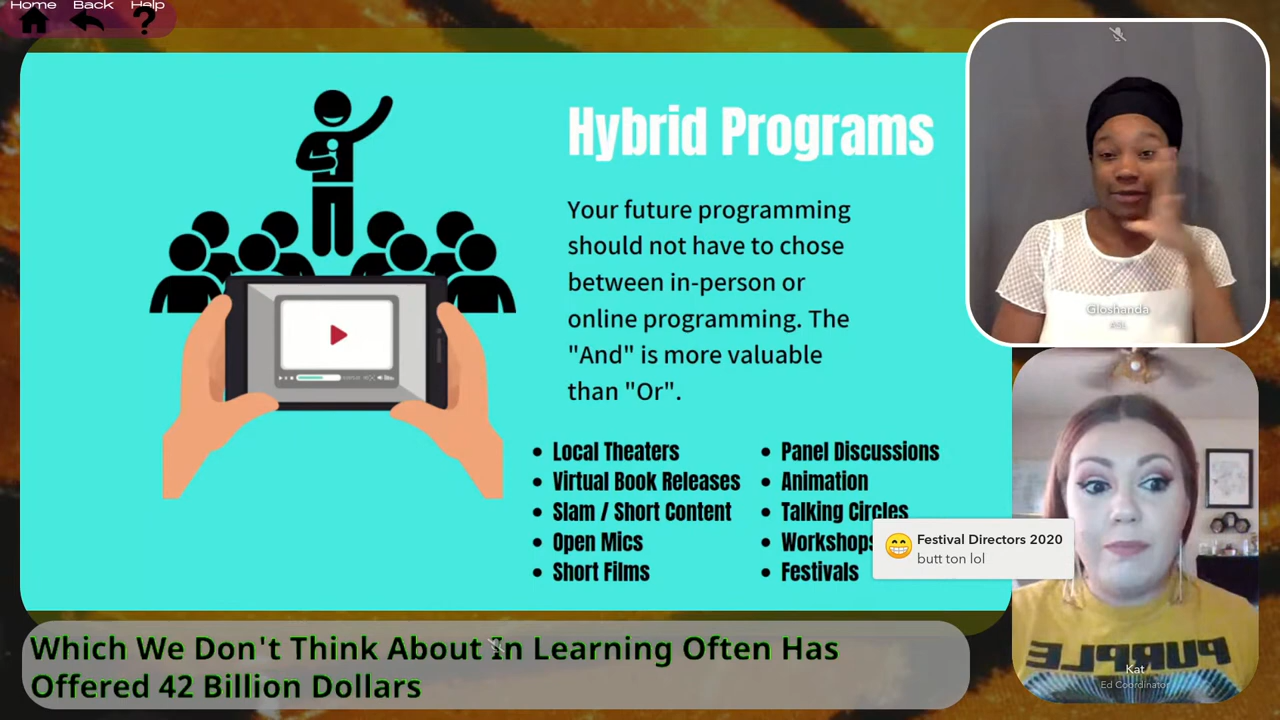 Home Back Help
?
Hybrid Programs
Your future programming
should not have to chose
between in-person or
online programming. The
"And" is more valuable
than "Or".
• Local Theaters
• Virtual Book Releases
• Slam / Short Content
• Open Mics
• Short Films
• Panel Discussions
• Animation
• Talking Circles
• Workshops
• Festivals
Festival Directors 2020
butt ton lol
Gloshanda
ASL
PURPLE
Kat
Ed Coordinator
Which We Don't Think About In Learning Often Has
Offered 42 Billion Dollars